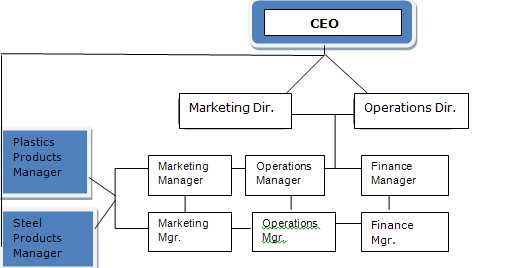 CEO
Marketing Dir.
Operations Dir.
Plastics
Products
Manager
Marketing
Manager
Operations
Manager
Finance
Manager
Steel
Products
Manager
Marketing
Mgr.
Operations
Mgr.
Finance
Mgr.